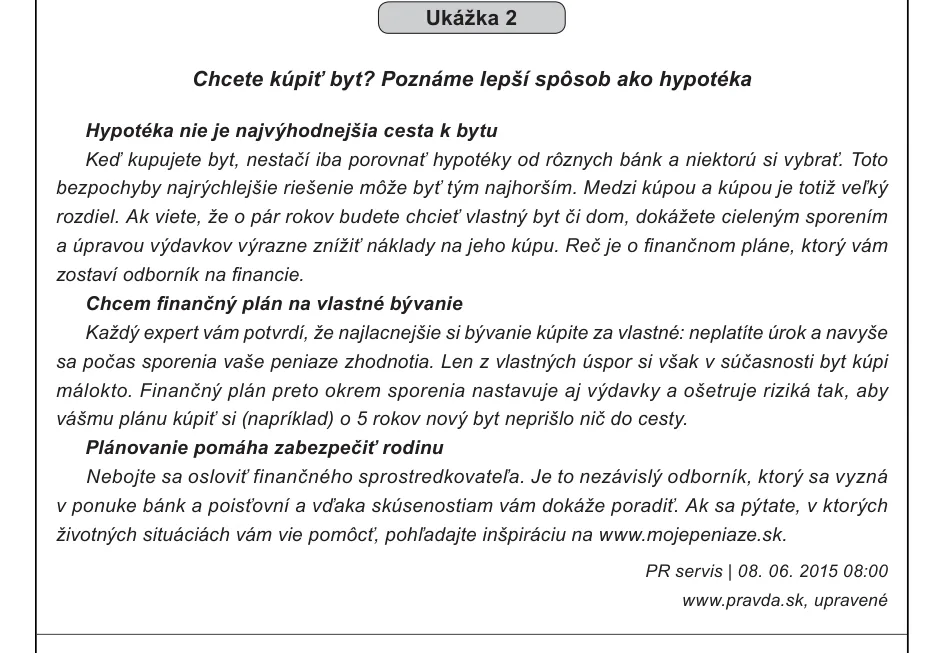 Ukážka 2
Chcete kúpiť byt? Poznáme lepší spôsob ako hypotéka
Hypotéka nie je najvýhodnejšia cesta k bytu
Keď kupujete byt, nestačí iba porovnať hypotéky od rôznych bánk a niektorú si vybrať. Toto
bezpochyby najrýchlejšie riešenie môže byť tým najhorším. Medzi kúpou a kúpou je totiž veľký
rozdiel. Ak viete, že o pár rokov budete chcieť vlastný byt či dom, dokážete cieleným sporením
a úpravou výdavkov výrazne znížiť náklady na jeho kúpu. Reč je o finančnom pláne, ktorý vám
zostaví odborník na financie.
Chcem finančný plán na vlastné bývanie
Každý expert vám potvrdí, že najlacnejšie si bývanie kúpite za vlastné: neplatíte úrok a navyše
sa počas sporenia vaše peniaze zhodnotia. Len z vlastných úspor si však v súčasnosti byt kúpi
málokto. Finančný plán preto okrem sporenia nastavuje aj výdavky a ošetruje riziká tak, aby
vášmu plánu kúpiť si (napríklad) o 5 rokov nový byt neprišlo nič do cesty.
Plánovanie pomáha zabezpečiť rodinu
Nebojte sa osloviť finančného sprostredkovateľa. Je to nezávislý odborník, ktorý sa vyzná
v ponuke bánk a poisťovní a vďaka skúsenostiam vám dokáže poradiť. Ak sa pýtate, v ktorých
životných situáciách vám vie pomôcť, pohľadajte inšpiráciu na www.mojepeniaze.sk.
PR servis | 08. 06. 2015 08:00
www.pravda.sk, upravené